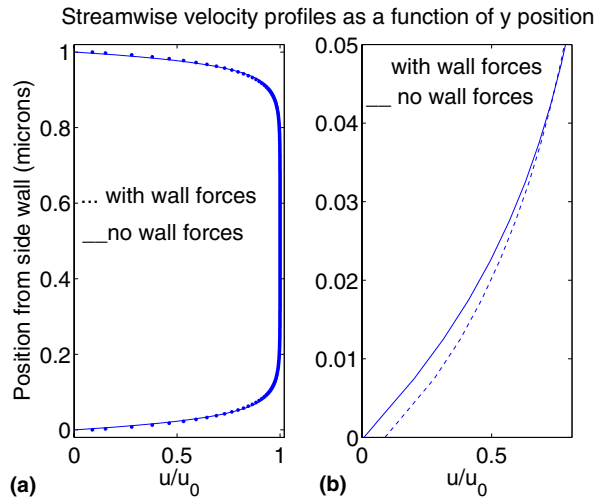 Streamwise velocity profiles as a function of y position
Position from side wall (microns)
1
0.8
0.6
0.4
0.2
0
... with wall forces
__no wall forces
0
0.5
1
u/u0
(a)
0.05
0.04
0.03
0.02
0.01
0
with wall forces
__ no wall forces
0.5
u/u0
(b)